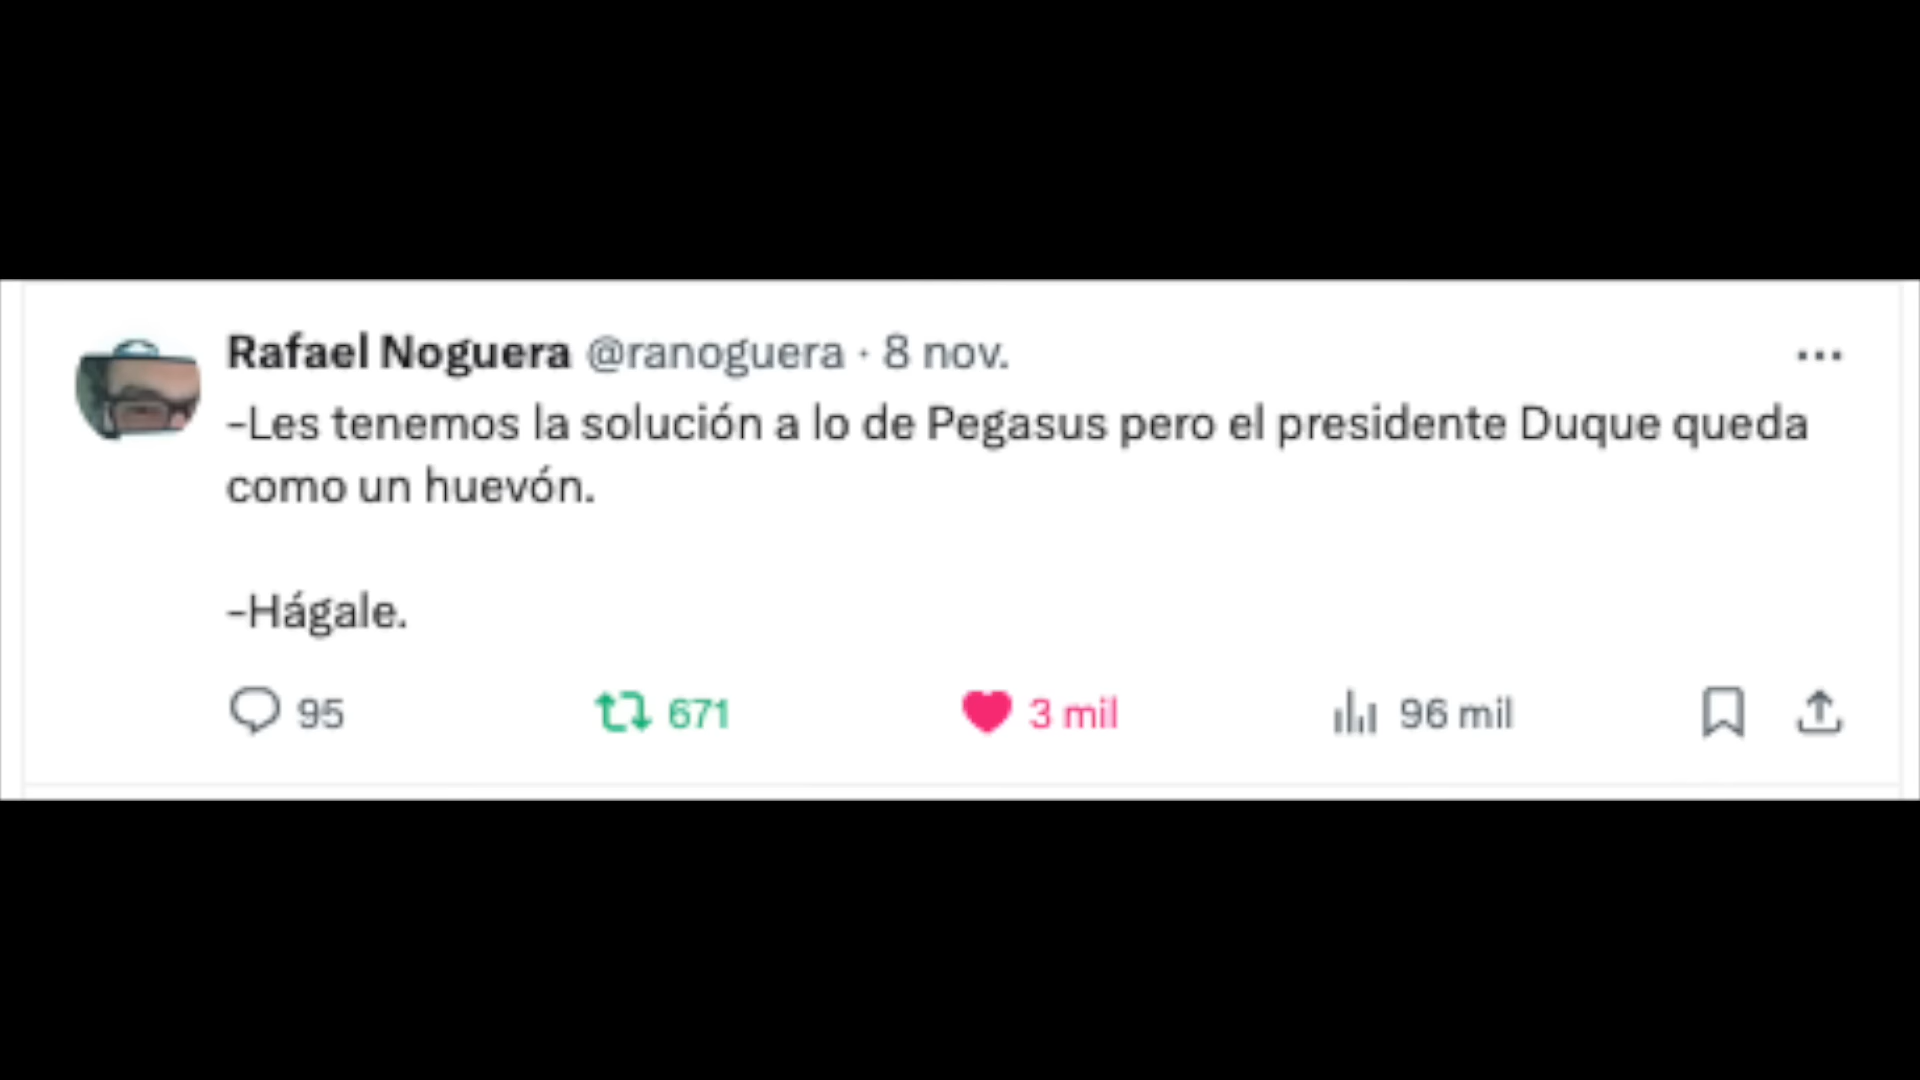 Rafael Noguera @ranoguera · 8 nov.
-Les tenemos la solución a lo de Pegasus pero el presidente Duque queda
como un huevón.
-Hágale.
95 671 3 mil 96 mil